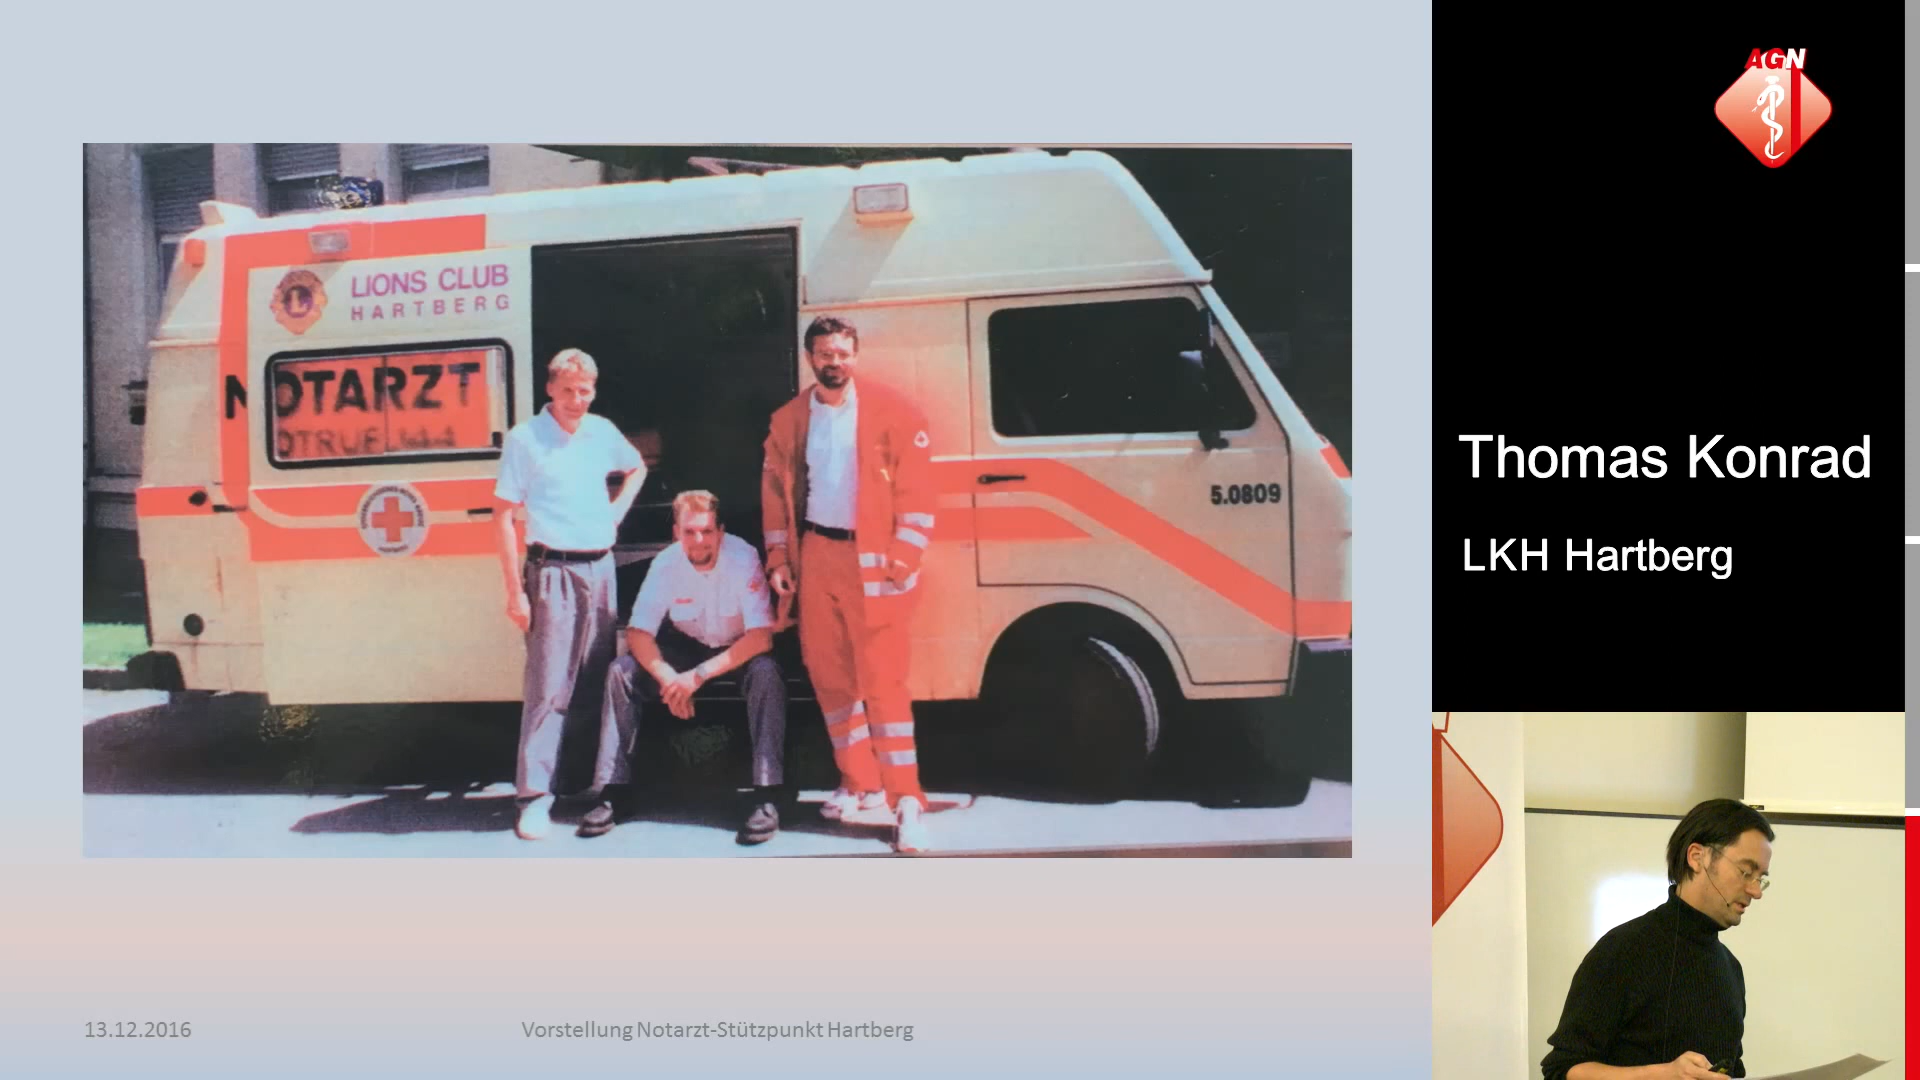 LIONS CLUB
HARTBERG
NOTARZT
NOTRUF 144
5.0809
13.12.2016
Vorstellung Notarzt-Stützpunkt Hartberg
AGN
Thomas Konrad
LKH Hartberg